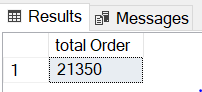 Results Messages
total Order
1 21350